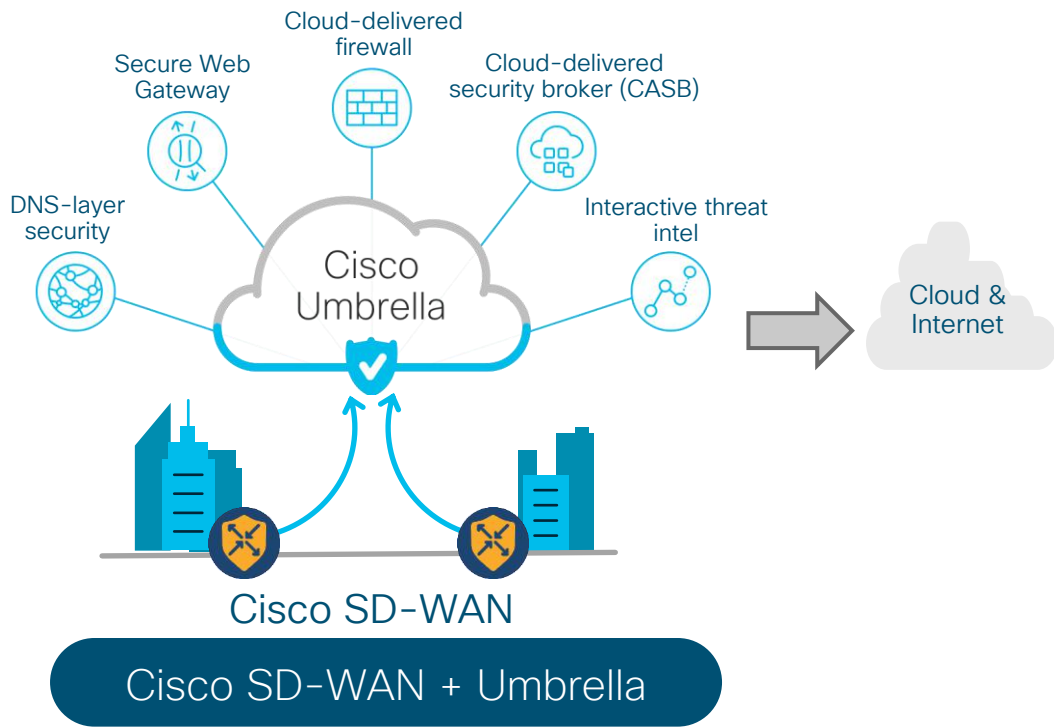 Cloud-delivered
firewall
Secure Web
Gateway
Cloud-delivered
security broker (CASB)
DNS-layer
security
Interactive threat
intel
Cisco
Umbrella
Cloud &
Internet
Cisco SD-WAN
Cisco SD-WAN + Umbrella